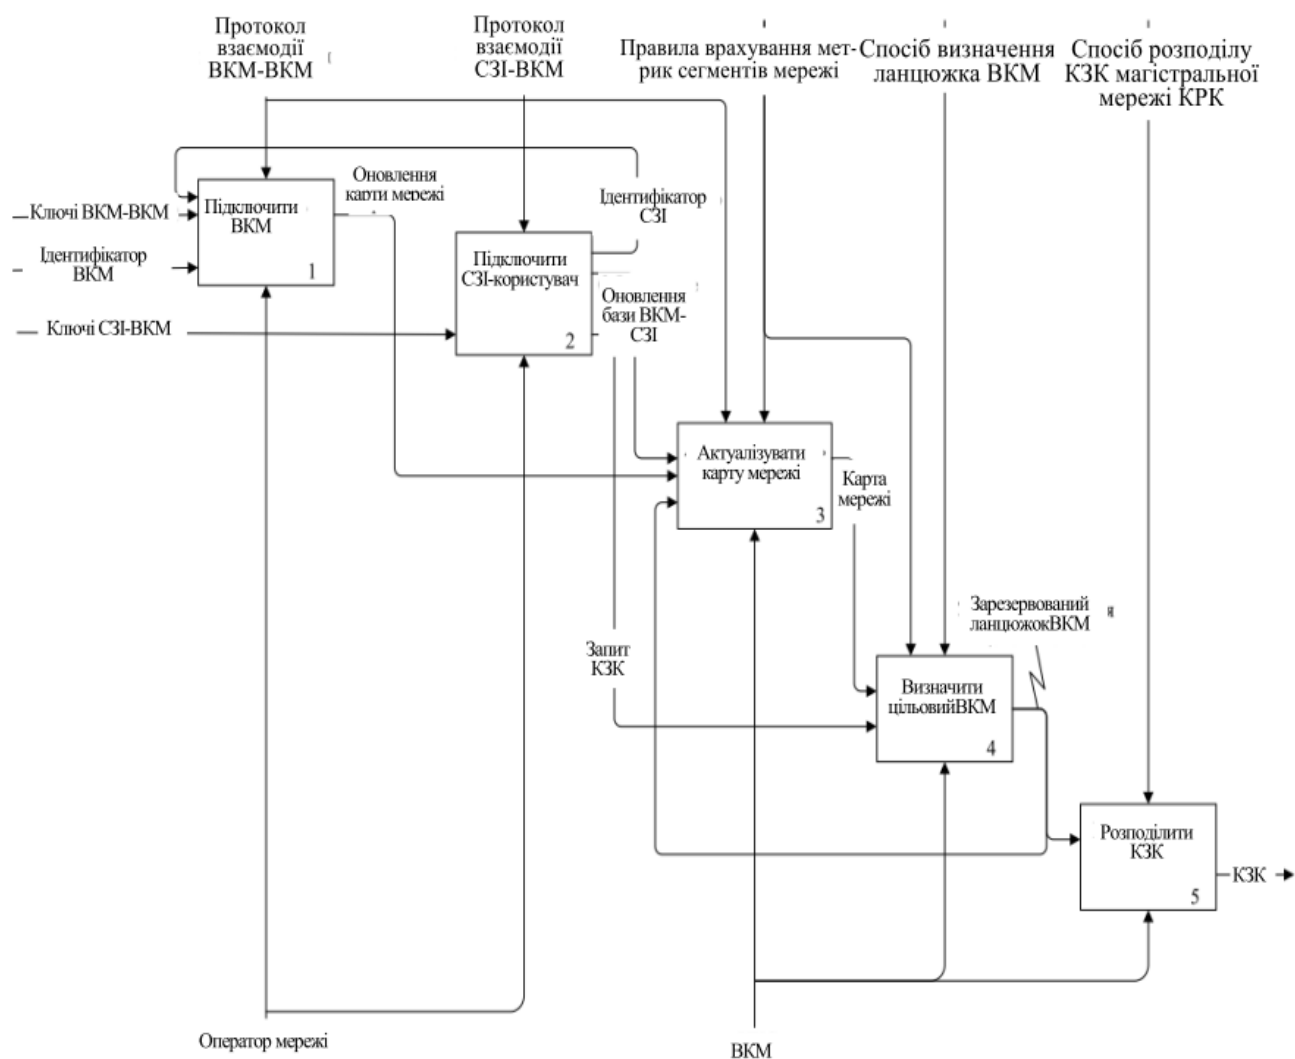 Протокол
взаємодії
ВКМ-ВКМ
Протокол
взаємодії
СЗІ-ВКМ
Правила врахування мет-
рик сегментів мережі
Спосіб визначення
ланцюжка ВКМ
Спосіб розподілу
КЗК магістральної
мережі КРК
Оновлення
карти мережі
Ідентифікатор
СЗІ
Ключі ВКМ-ВКМ
Підключити
ВКМ
1
Ідентифікатор
ВКМ
Підключити
СЗІ-користувач
2
Оновлення
бази ВКМ-
СЗІ
Ключі СЗІ-ВКМ
Актуалізувати
карту мережі
3
Карта
мережі
Зарезервований
ланцюжокВКМ
Запит
КЗК
Визначити
цільовийВКМ
4
Розподілити
КЗК
5
КЗК
Оператор мережі
ВКМ